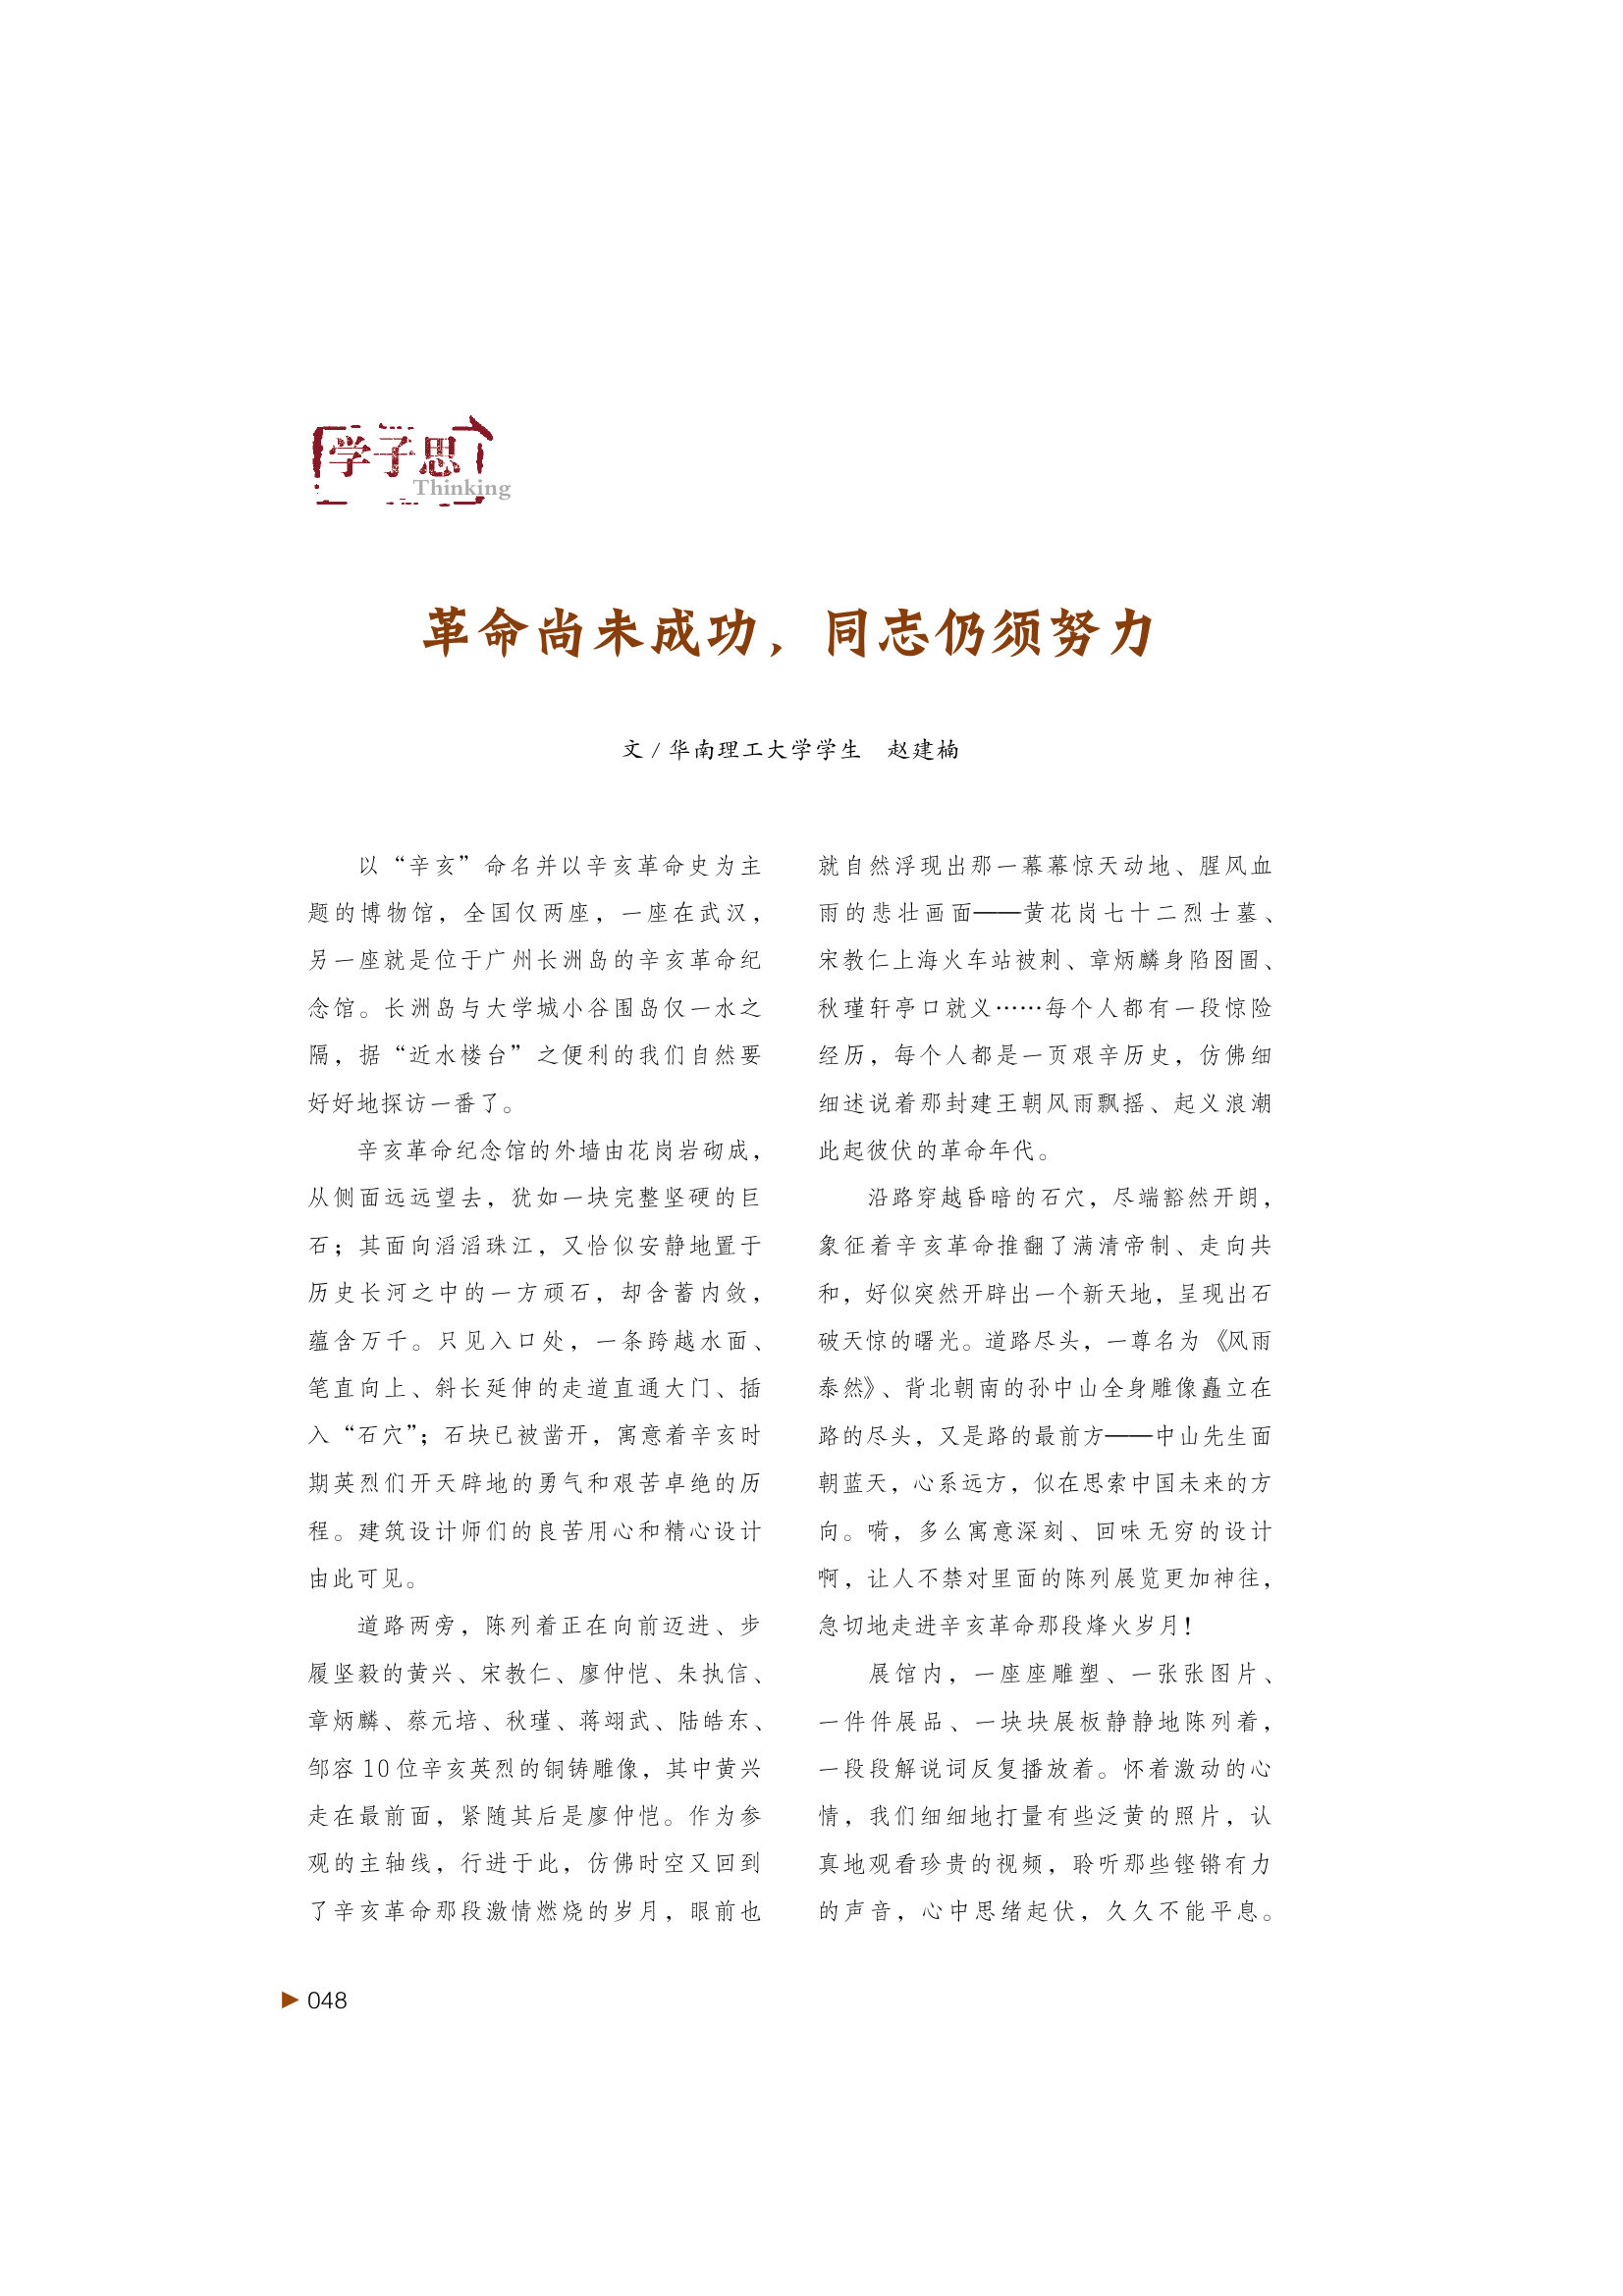 学子思
Thinking
革命尚未成功，同志仍须努力
文 / 华南理工大学学生　赵建楠
以“辛亥”命名并以辛亥革命史为主
题的博物馆，全国仅两座，一座在武汉，
另一座就是位于广州长洲岛的辛亥革命纪
念馆。长洲岛与大学城小谷围岛仅一水之
隔，据“近水楼台”之便利的我们自然要
好好地探访一番了。
辛亥革命纪念馆的外墙由花岗岩砌成，
从侧面远远望去，犹如一块完整坚硬的巨
石；其面向滔滔珠江，又恰似安静地置于
历史长河之中的一方顽石，却含蓄内敛，
蕴含万千。只见入口处，一条跨越水面、
笔直向上、斜长延伸的走道直通大门、插
入“石穴”；石块已被凿开，寓意着辛亥时
期英烈们开天辟地的勇气和艰苦卓绝的历
程。建筑设计师们的良苦用心和精心设计
由此可见。
道路两旁，陈列着正在向前迈进、步
履坚毅的黄兴、宋教仁、廖仲恺、朱执信、
章炳麟、蔡元培、秋瑾、蒋翊武、陆皓东、
邹容 10 位辛亥英烈的铜铸雕像，其中黄兴
走在最前面，紧随其后是廖仲恺。作为参
观的主轴线，行进于此，仿佛时空又回到
了辛亥革命那段激情燃烧的岁月，眼前也
就自然浮现出那一幕幕惊天动地、腥风血
雨的悲壮画面——黄花岗七十二烈士墓、
宋教仁上海火车站被刺、章炳麟身陷囹圄、
秋瑾轩亭口就义……每个人都有一段惊险
经历，每个人都是一页艰辛历史，仿佛细
细述说着那封建王朝风雨飘摇、起义浪潮
此起彼伏的革命年代。
沿路穿越昏暗的石穴，尽端豁然开朗，
象征着辛亥革命推翻了满清帝制、走向共
和，好似突然开辟出一个新天地，呈现出石
破天惊的曙光。道路尽头，一尊名为《风雨
泰然》、背北朝南的孙中山全身雕像矗立在
路的尽头，又是路的最前方——中山先生面
朝蓝天，心系远方，似在思索中国未来的方
向。嗬，多么寓意深刻、回味无穷的设计
啊，让人不禁对里面的陈列展览更加神往，
急切地走进辛亥革命那段烽火岁月！
展馆内，一座座雕塑、一张张图片、
一件件展品、一块块展板静静地陈列着，
一段段解说词反复播放着。怀着激动的心
情，我们细细地打量有些泛黄的照片，认
真地观看珍贵的视频，聆听那些铿锵有力
的声音，心中思绪起伏，久久不能平息。
048